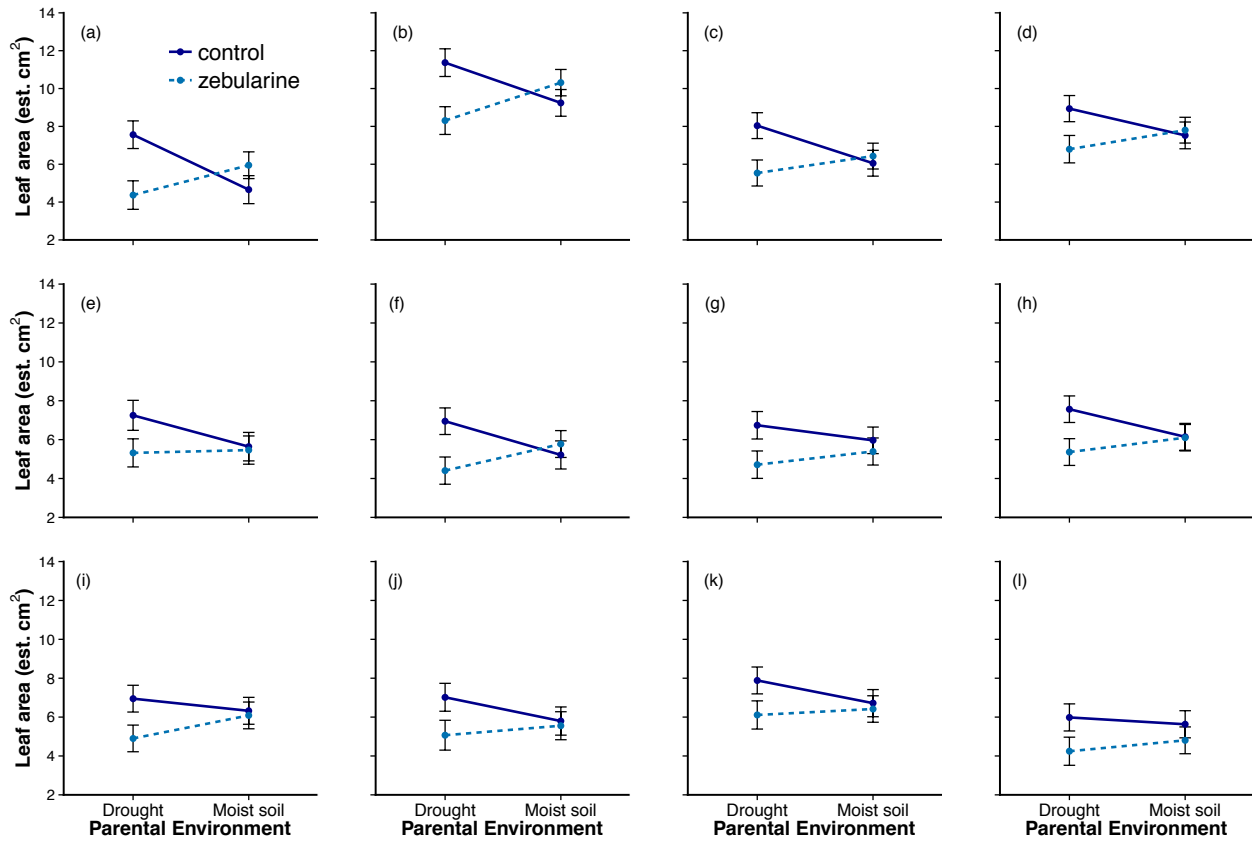 (a)
control
zebularine
(b)
(c)
(d)
Leaf area (est. cm²)
14
12
10
8
6
4
2
(e)
(f)
(g)
(h)
Leaf area (est. cm²)
14
12
10
8
6
4
2
(i)
(j)
(k)
(l)
Leaf area (est. cm²)
14
12
10
8
6
4
2
Drought Moist soil
Parental Environment
Drought Moist soil
Parental Environment
Drought Moist soil
Parental Environment
Drought Moist soil
Parental Environment